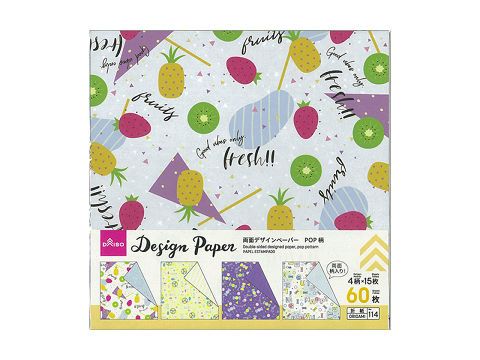 fruits
Good vibes only
fresh!!
fruits
Good vibes only
fresh!!
fruits
fresh!!
DAISO
Design Paper
両面デザインペーパー POP柄
Double-sided designed paper, pop pattern
PAPEL ESTAMPADO
両面
柄入り!
4柄×15枚
60枚
折紙
ORIGAMI
114